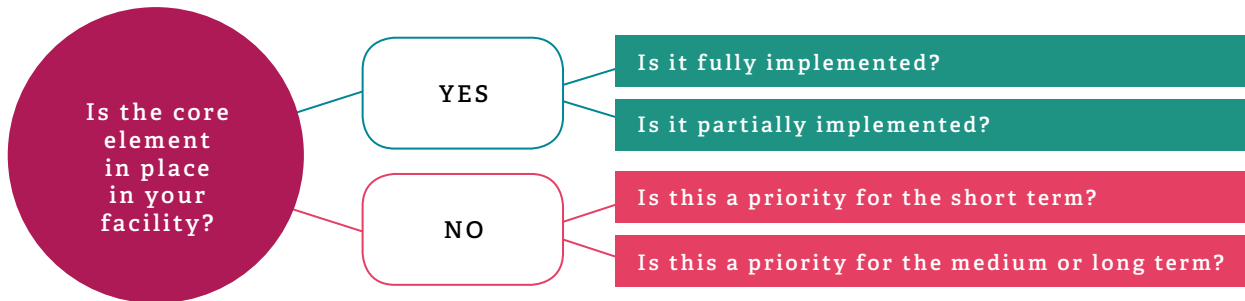 Is the core
element
in place
in your
facility?
YES
Is it fully implemented?
Is it partially implemented?
NO
Is this a priority for the short term?
Is this a priority for the medium or long term?